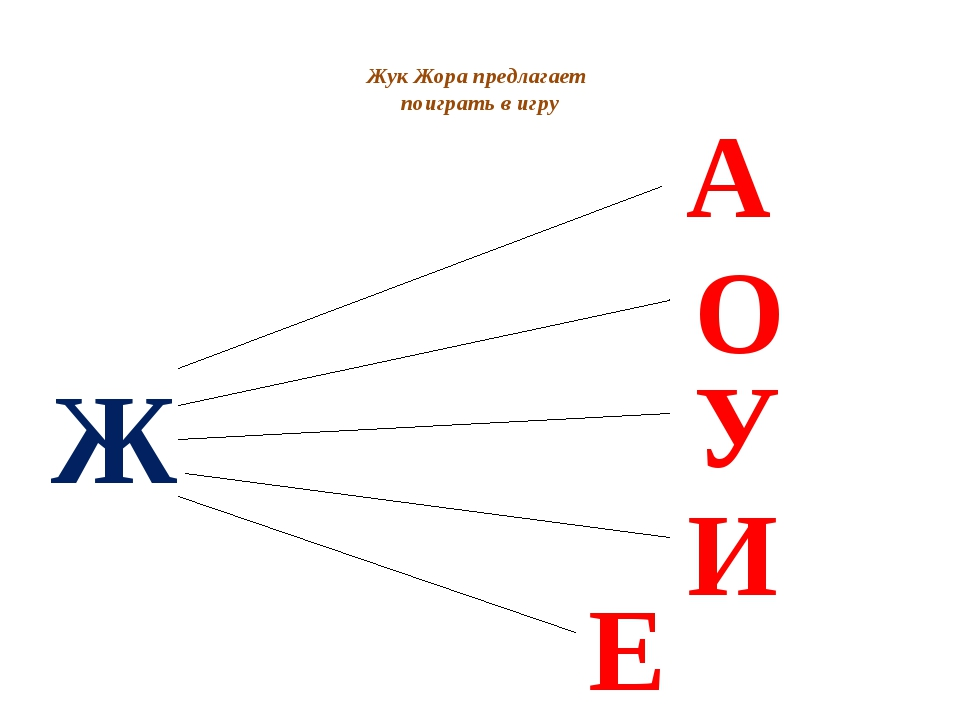 Жук Жора предлагает
поиграть в игру
А
О
У
Ж
И
Е